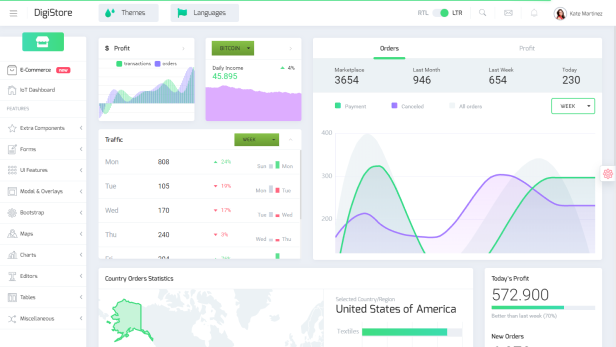 DigiStore
Themes
Languages
RTL LTR
Kate Martinez
E-Commerce new
IoT Dashboard
FEATURES
Extra Components
Forms
UI Features
Modal & Overlays
Bootstrap
Maps
Charts
Editors
Tables
Miscellaneous
$ Profit
transactions orders
BITCOIN
Daily Income 4%
45,895
Traffic WEEK
Mon 808 24% Sun Mon
Tue 105 19% Mon Tue
Wed 170 17% Tue Wed
Thu 240 3% Wed Thu
Orders Profit
Marketplace Last Month Last Week Today
3654 946 654 230
Payment Canceled All orders WEEK
400
300
200
Country Orders Statistics
Selected Country/Region
United States of America
Textiles
Today's Profit
572.900
Better than last week (70%)
New Orders